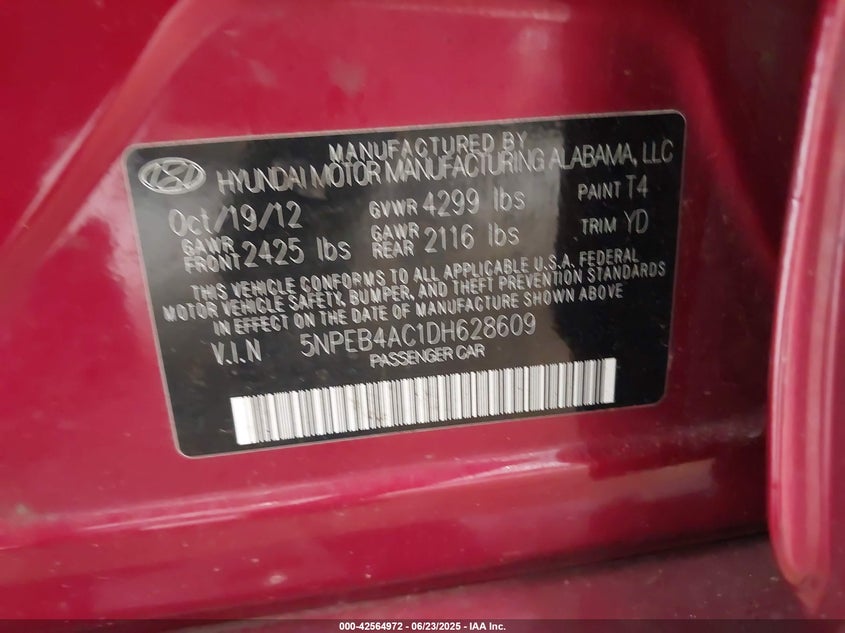 MANUFACTURED BY
HYUNDAI MOTOR MANUFACTURING ALABAMA, LLC
Oct/19/12 GVWR 4299 lbs PAINT T4
GAWR FRONT 2425 lbs GAWR REAR 2116 lbs TRIM YD
THIS VEHICLE CONFORMS TO ALL APPLICABLE U.S.A. FEDERAL
MOTOR VEHICLE SAFETY, BUMPER, AND THEFT PREVENTION STANDARDS
IN EFFECT ON THE DATE OF MANUFACTURE SHOWN ABOVE
V.I.N 5NPEB4AC1DH628609
PASSENGER CAR
000-42564972 - 06/23/2025 - IAA Inc.